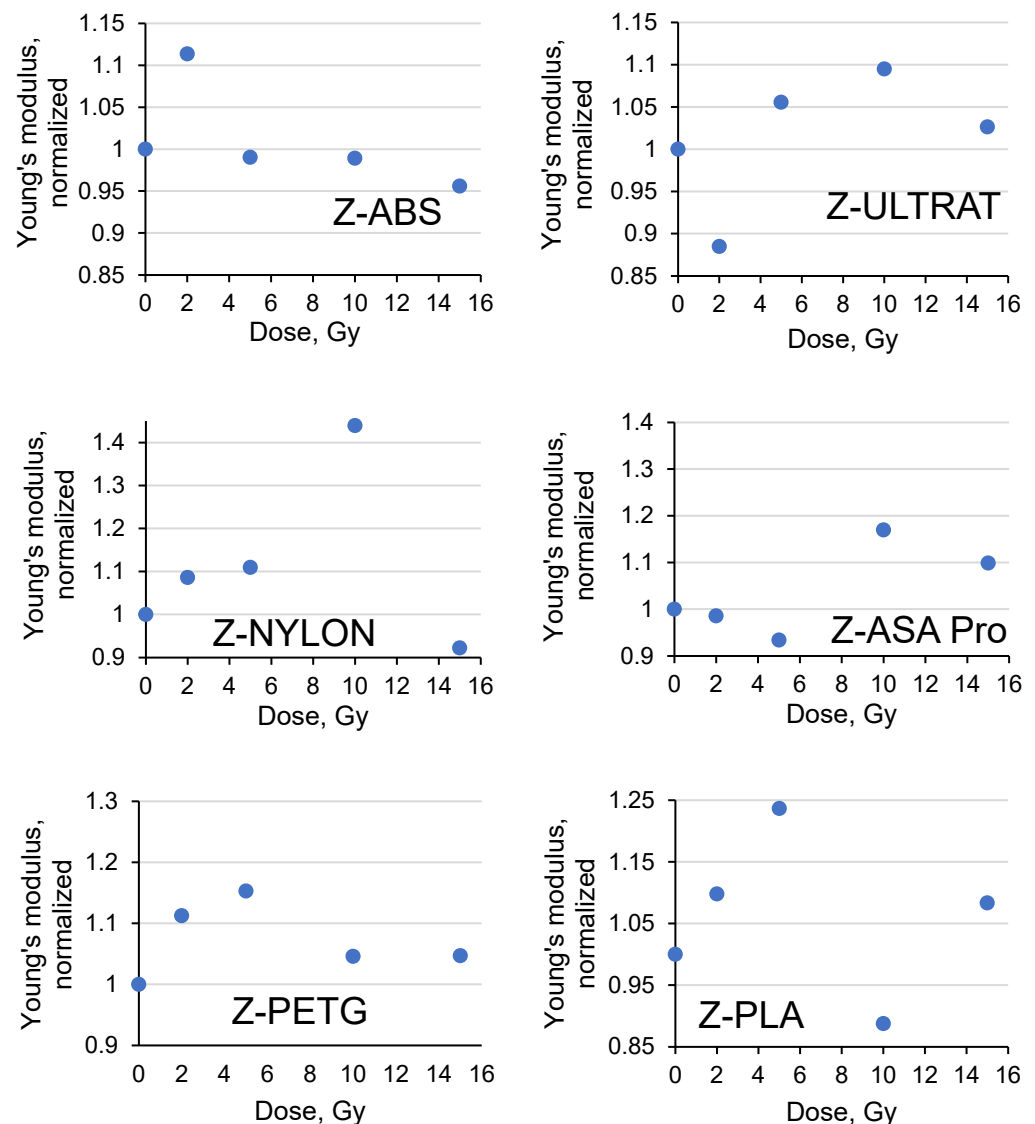 Young's modulus,
normalized
1.15
1.1
1.05
1
0.95
0.9
0.85
Z-ABS
0 2 4 6 8 10 12 14 16
Dose, Gy
Young's modulus,
normalized
1.15
1.1
1.05
1
0.95
0.9
0.85
Z-ULTRAT
0 2 4 6 8 10 12 14 16
Dose, Gy
Young's modulus,
normalized
1.4
1.3
1.2
1.1
1
0.9
Z-NYLON
0 2 4 6 8 10 12 14 16
Dose, Gy
Young's modulus,
normalized
1.4
1.3
1.2
1.1
1
0.9
Z-ASA Pro
0 2 4 6 8 10 12 14 16
Dose, Gy
Young's modulus,
normalized
1.3
1.2
1.1
1
0.9
Z-PETG
0 2 4 6 8 10 12 14 16
Dose, Gy
Young's modulus,
normalized
1.25
1.15
1.05
0.95
0.85
Z-PLA
0 2 4 6 8 10 12 14 16
Dose, Gy